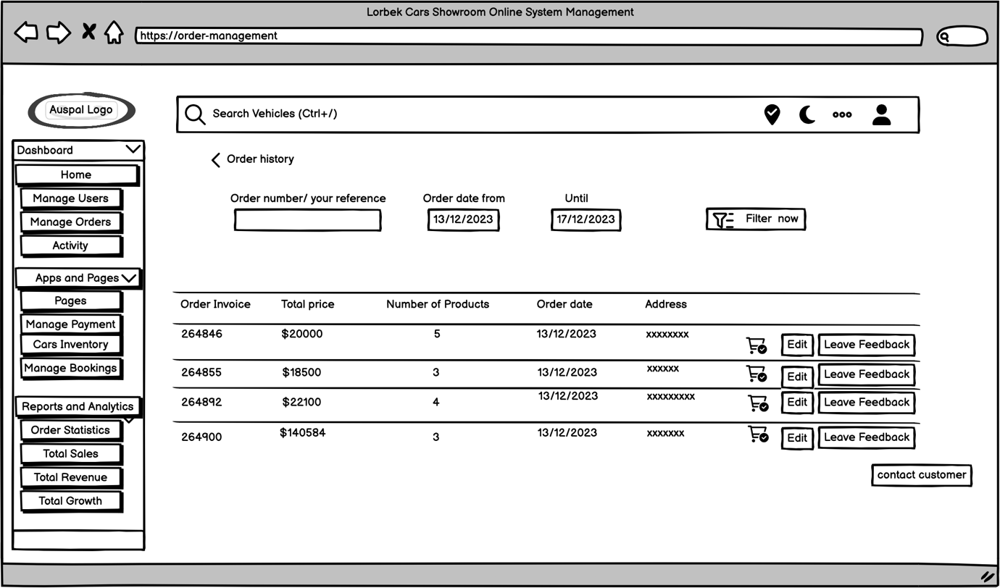 Lorbek Cars Showroom Online System Management
https://order-management
Auspal Logo
Search Vehicles (Ctrl+/)
Dashboard
Home
Manage Users
Manage Orders
Activity
Apps and Pages
Pages
Manage Payment
Cars Inventory
Manage Bookings
Reports and Analytics
Order Statistics
Total Sales
Total Revenue
Total Growth
Order history
Order number/ your reference Order date from Until
13/12/2023 17/12/2023 Filter now
Order Invoice Total price Number of Products Order date Address
264846 $20000 5 13/12/2023 xxxxxxxx Edit Leave Feedback
264855 $18500 3 13/12/2023 xxxxxx Edit Leave Feedback
264892 $22100 4 13/12/2023 xxxxxxxxx Edit Leave Feedback
264900 $140584 3 13/12/2023 xxxxxxx Edit Leave Feedback
contact customer